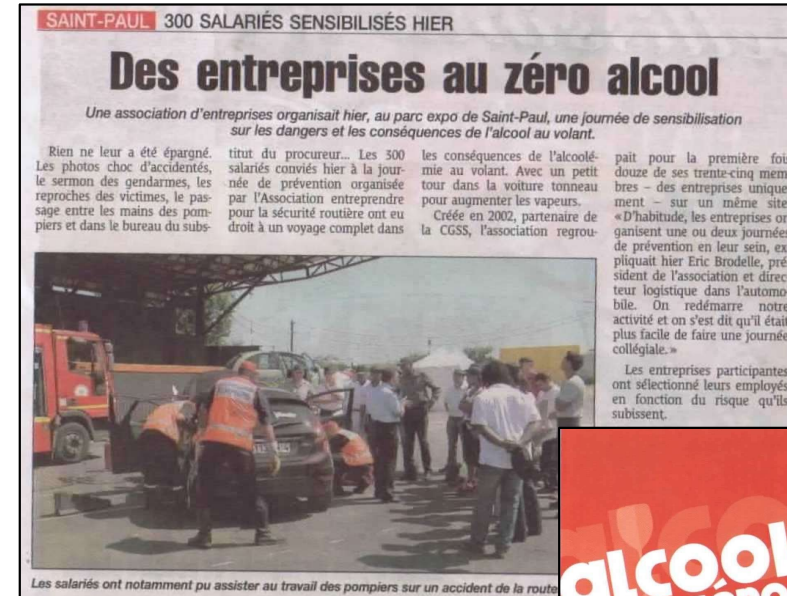 SAINT-PAUL 300 SALARIÉS SENSIBILISÉS HIER
Des entreprises au zéro alcool
Une association d'entreprises organisait hier, au parc expo de Saint-Paul, une journée de sensibilisation
sur les dangers et les conséquences de l'alcool au volant.
Rien ne leur a été épargné.
Les photos choc d'accidentés,
le sermon des gendarmes, les
reproches des victimes, le pas-
sage entre les mains des pom-
piers et dans le bureau du subs-
titut du procureur... Les 300
salariés conviés hier à la jour-
née de prévention organisée
par l'Association entreprendre
pour la sécurité routière ont eu
droit à un voyage complet dans
les conséquences de l'alcoolé-
mie au volant. Avec un petit
tour dans la voiture tonneau
pour augmenter les vapeurs.
Créée en 2002, partenaire de
la CGSS, l'association regrou-
pait pour la première fois
douze de ses trente-cinq mem
bres – des entreprises unique
ment – sur un même site
«D'habitude, les entreprises or
ganisent une ou deux journées
de prévention en leur sein, ex
pliquait hier Eric Brodelle, pré
sident de l'association et direc
teur logistique dans l'automo
bile. On redémarre notre
activité et on s'est dit qu'il était
plus facile de faire une journée
collégiale.»
Les entreprises participantes
ont sélectionné leurs employés
en fonction du risque qu'ils
subissent.
Les salariés ont notamment pu assister au travail des pompiers sur un accident de la route
alcool
zéro